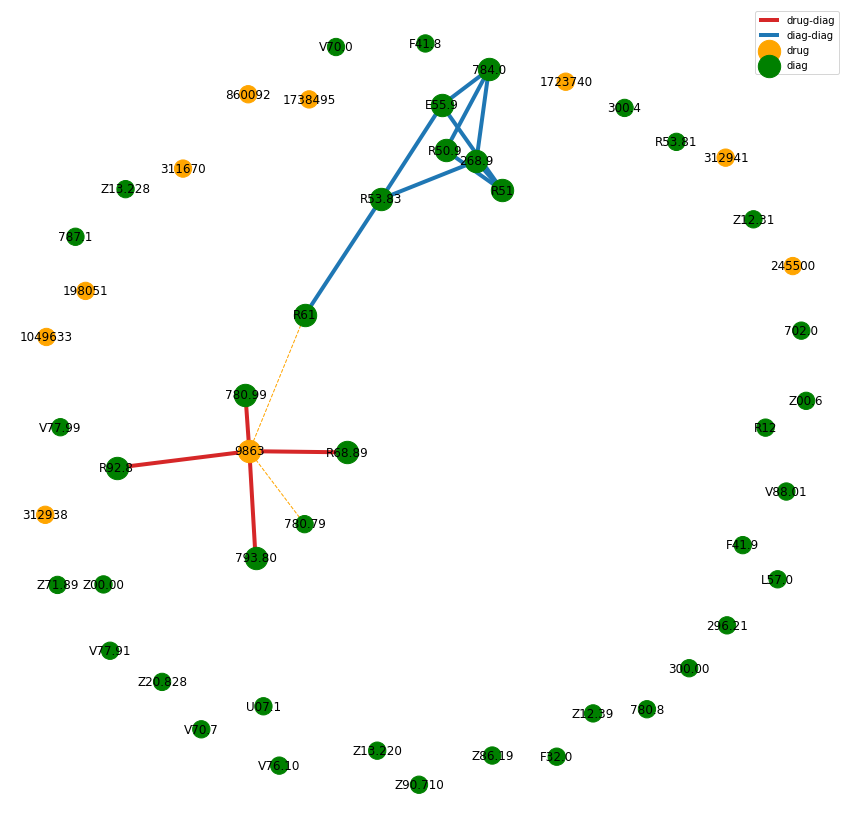 drug-diag
diag-diag
drug
diag
V70.0
F41.8
784.0
1723740
860092
1738495
E55.9
300.4
R50.9
R53.81
268.9
312941
311670
Z13.228
R51
R53.83
Z12.31
787.1
245500
198051
R61
702.0
1049633
780.99
Z00.6
V77.99
R12
9863
R68.89
R92.8
V88.01
312938
780.79
F41.9
793.80
L57.0
Z71.89
Z00.00
296.21
V77.91
300.00
Z20.828
U07.1
780.8
Z12.39
V70.7
Z13.220
Z86.19
F32.0
V76.10
Z90.710